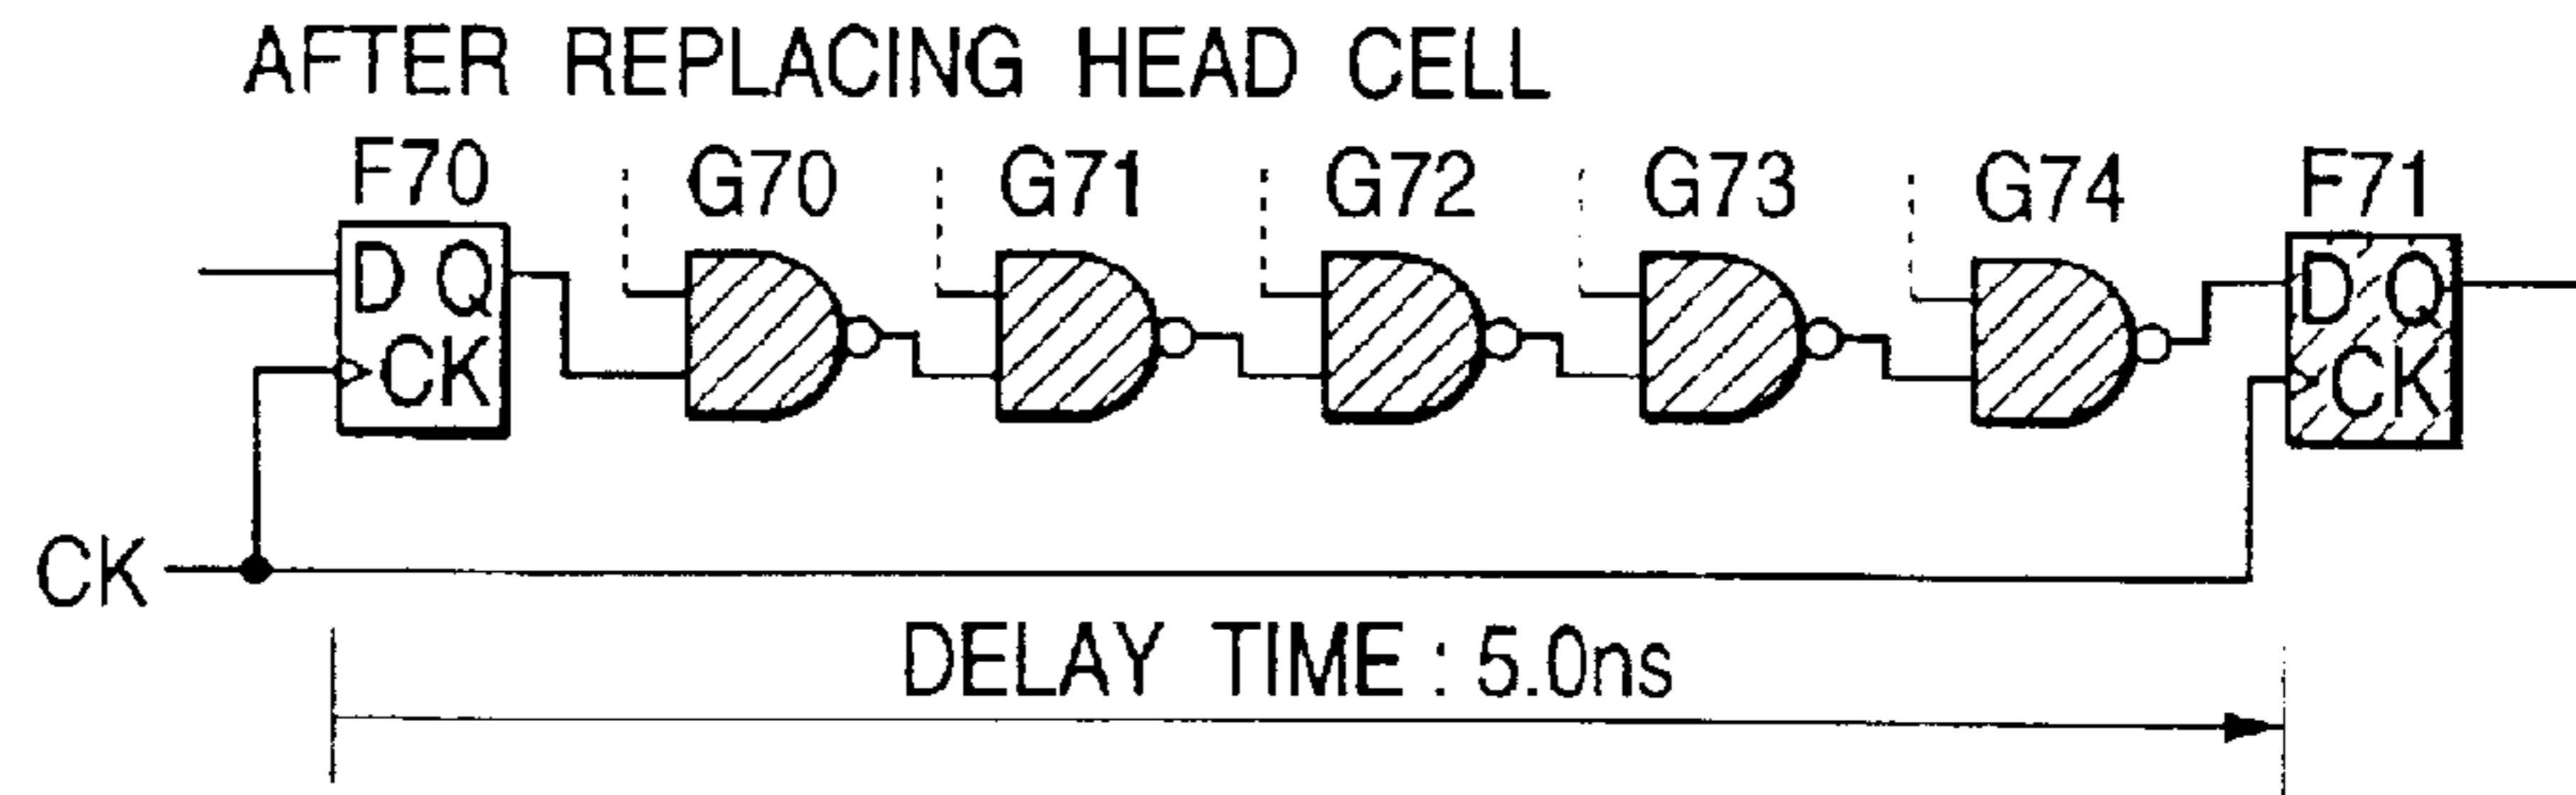 AFTER REPLACING HEAD CELL
F70 G70 G71 G72 G73 G74 F71
D Q D Q
CK CK
CK
DELAY TIME : 5.0ns